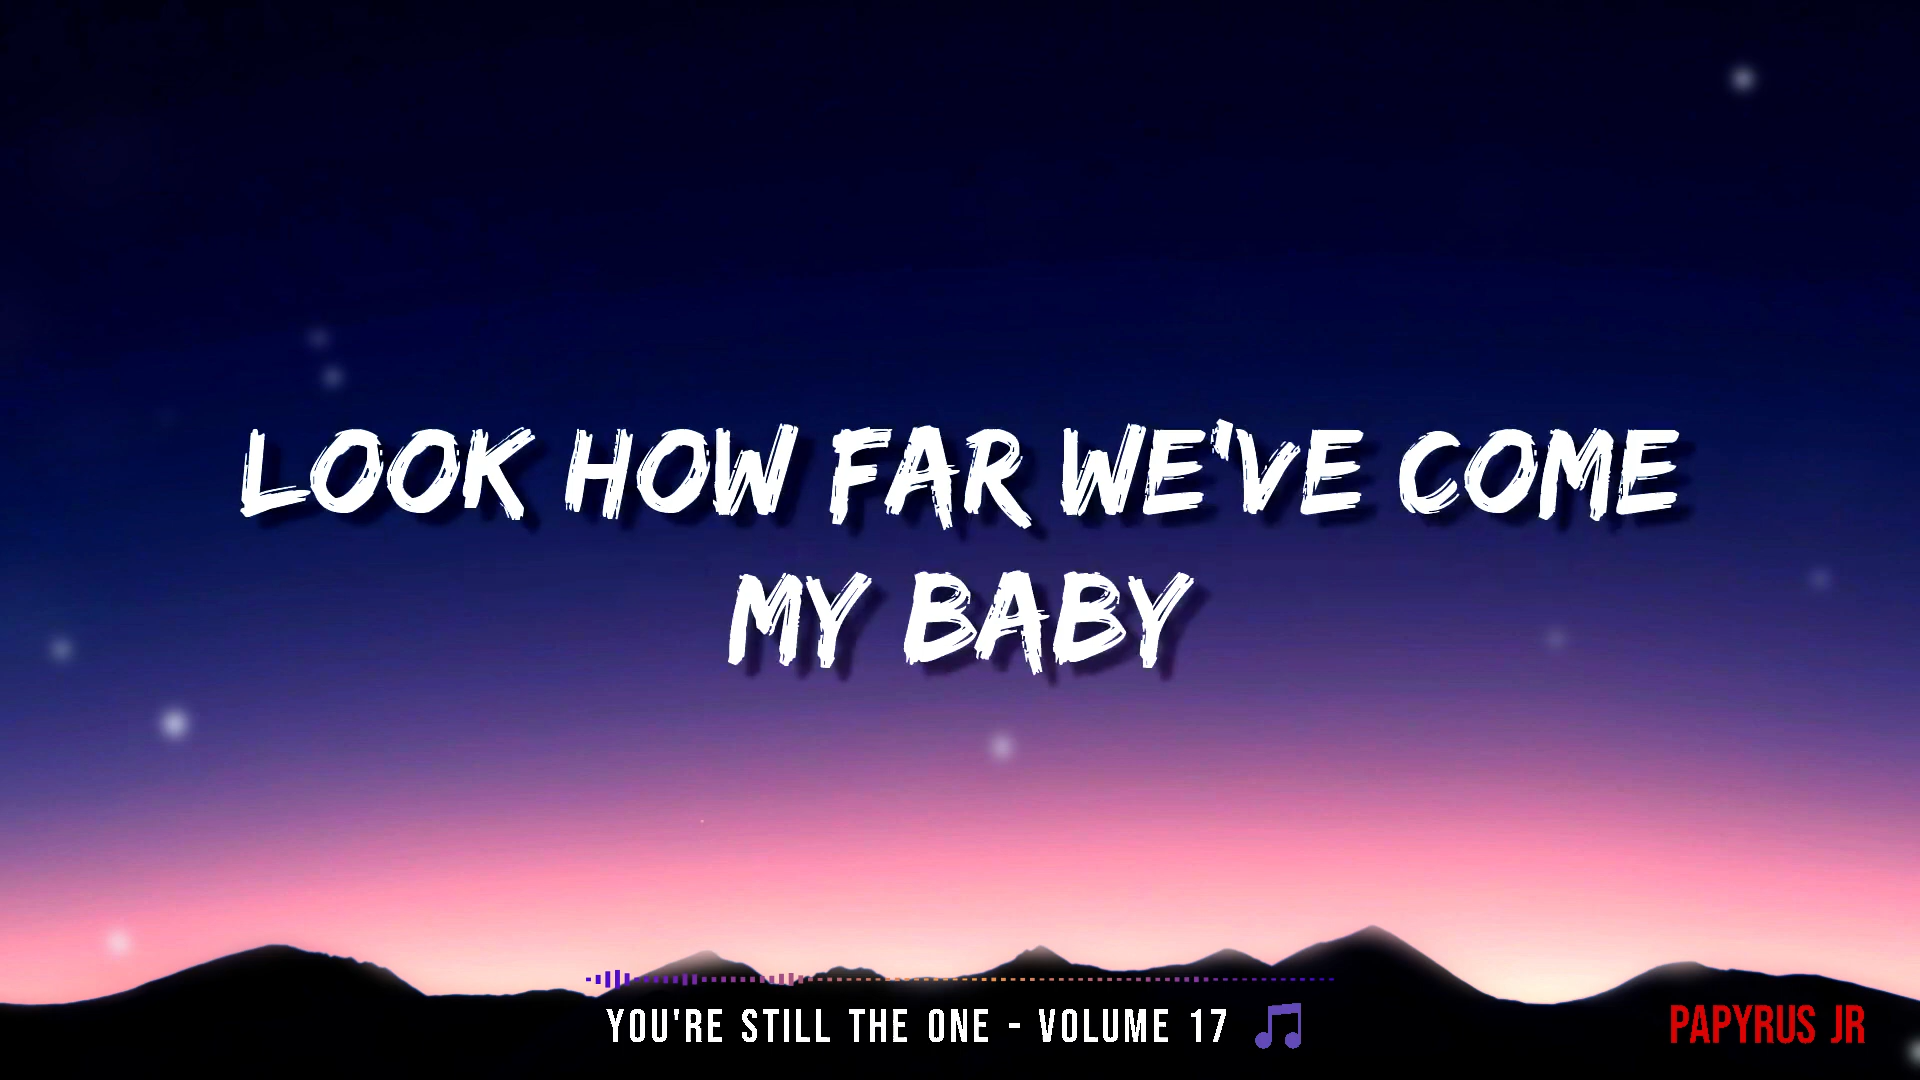 LOOK HOW FAR WE'VE COME
MY BABY
YOU'RE STILL THE ONE - VOLUME 17
PAPYRUS JR